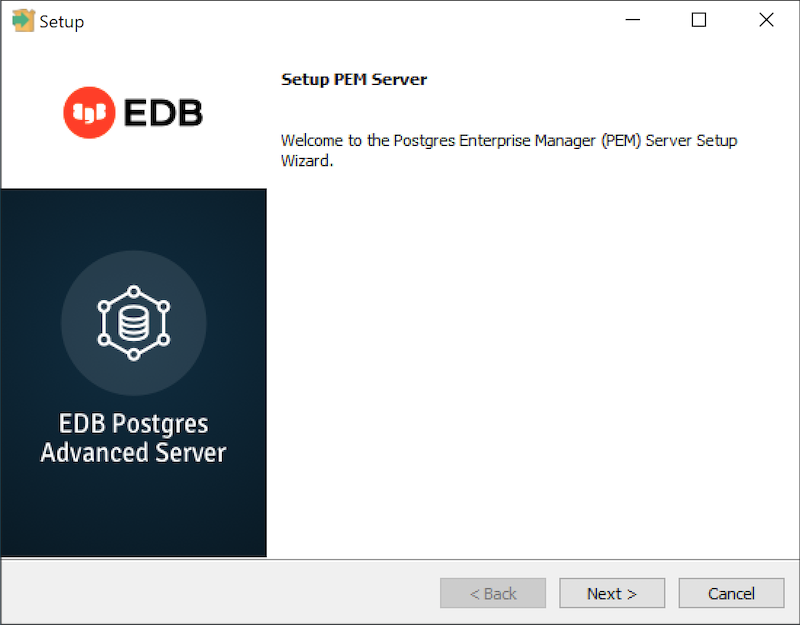 Setup
EDB
Setup PEM Server
Welcome to the Postgres Enterprise Manager (PEM) Server Setup
Wizard.
EDB Postgres
Advanced Server
< Back
Next >
Cancel